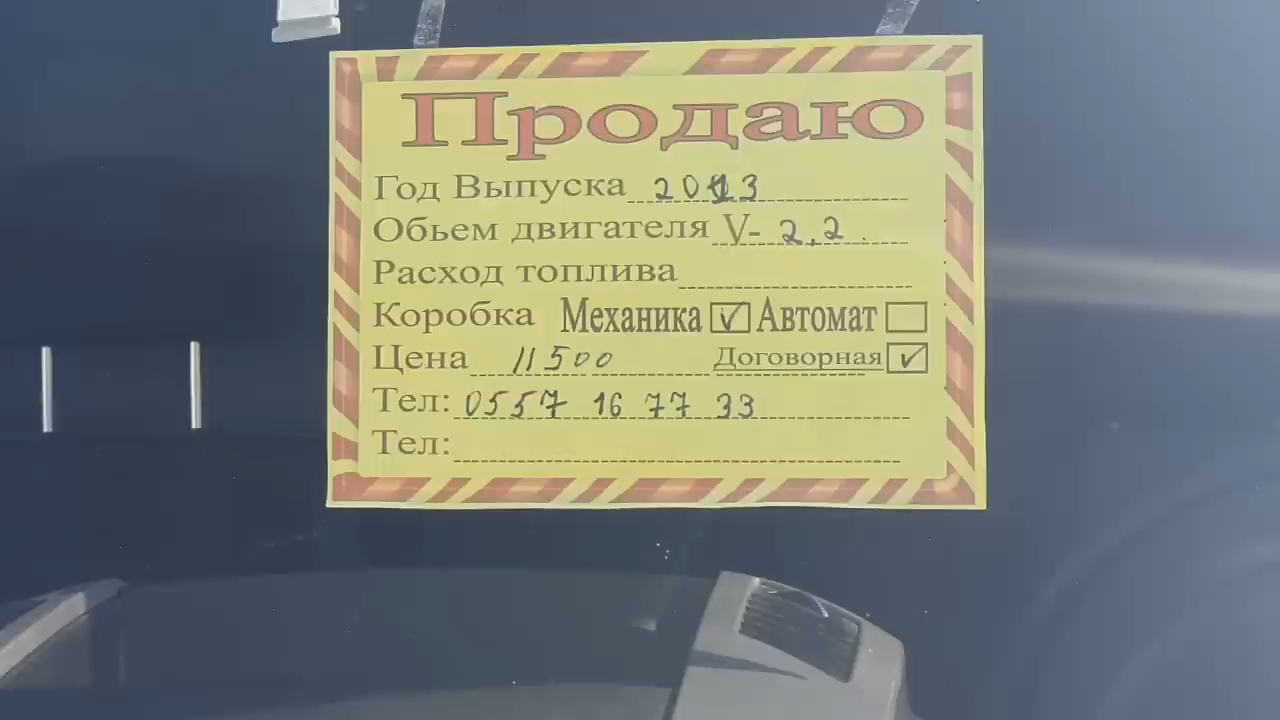 Продаю
Год Выпуска 2013
Обьем двигателя V- 2,2
Расход топлива
Коробка Механика ✓ Автомат
Цена 11500 Договорная ✓
Тел: 0557 16 77 33
Тел: